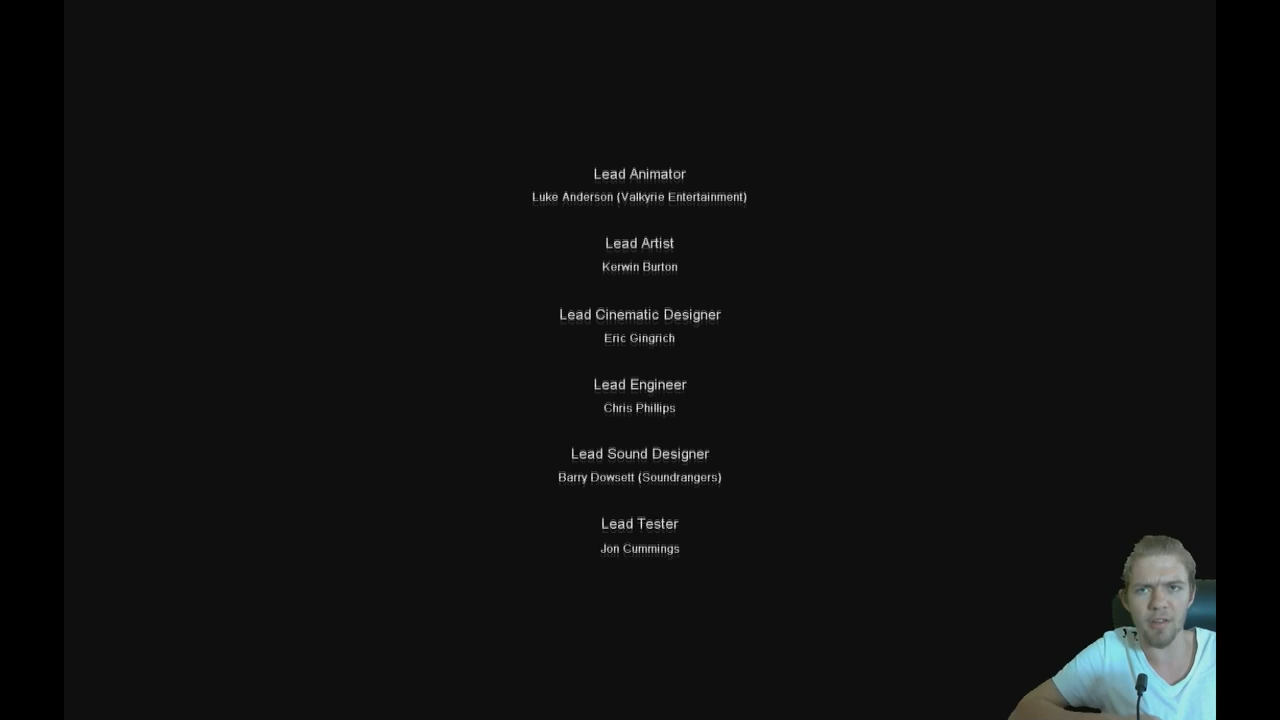 Lead Animator
Luke Anderson (Valkyrie Entertainment)
Lead Artist
Kerwin Burton
Lead Cinematic Designer
Eric Gingrich
Lead Engineer
Chris Phillips
Lead Sound Designer
Barry Dowsett (Soundrangers)
Lead Tester
Jon Cummings